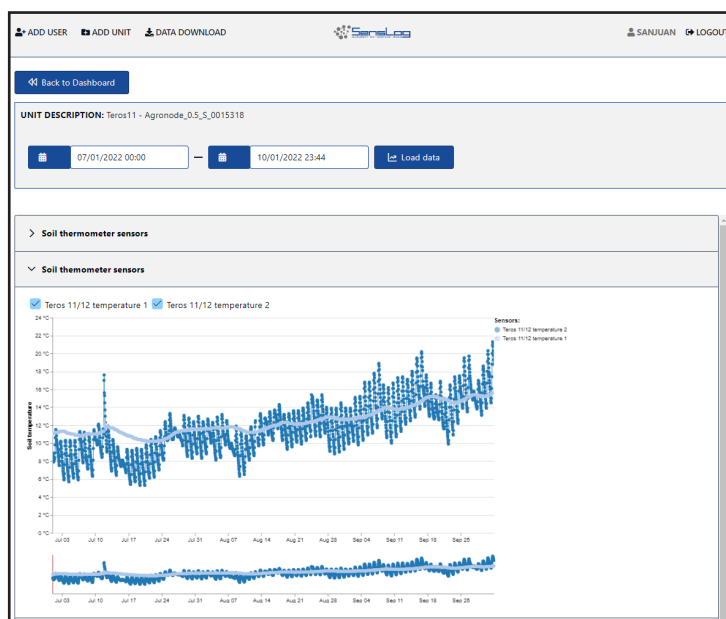 ADD USER ADD UNIT DATA DOWNLOAD SensLog SANJUAN LOGOUT
Back to Dashboard
UNIT DESCRIPTION: Teros11 - Agronode_0.5_S_0015318
07/01/2022 00:00 — 10/01/2022 23:44 Load data
Soil thermometer sensors
Soil themometer sensors
Teros 11/12 temperature 1 Teros 11/12 temperature 2
Sensors:
Teros 11/12 temperature 2
Teros 11/12 temperature 1
Soil temperature
24 °C
22 °C
20 °C
18 °C
16 °C
14 °C
12 °C
10 °C
8 °C
6 °C
4 °C
2 °C
0 °C
Jul 03 Jul 10 Jul 17 Jul 24 Jul 31 Aug 07 Aug 14 Aug 21 Aug 28 Sep 04 Sep 11 Sep 18 Sep 25
Jul 03 Jul 10 Jul 17 Jul 24 Jul 31 Aug 07 Aug 14 Aug 21 Aug 28 Sep 04 Sep 11 Sep 18 Sep 25